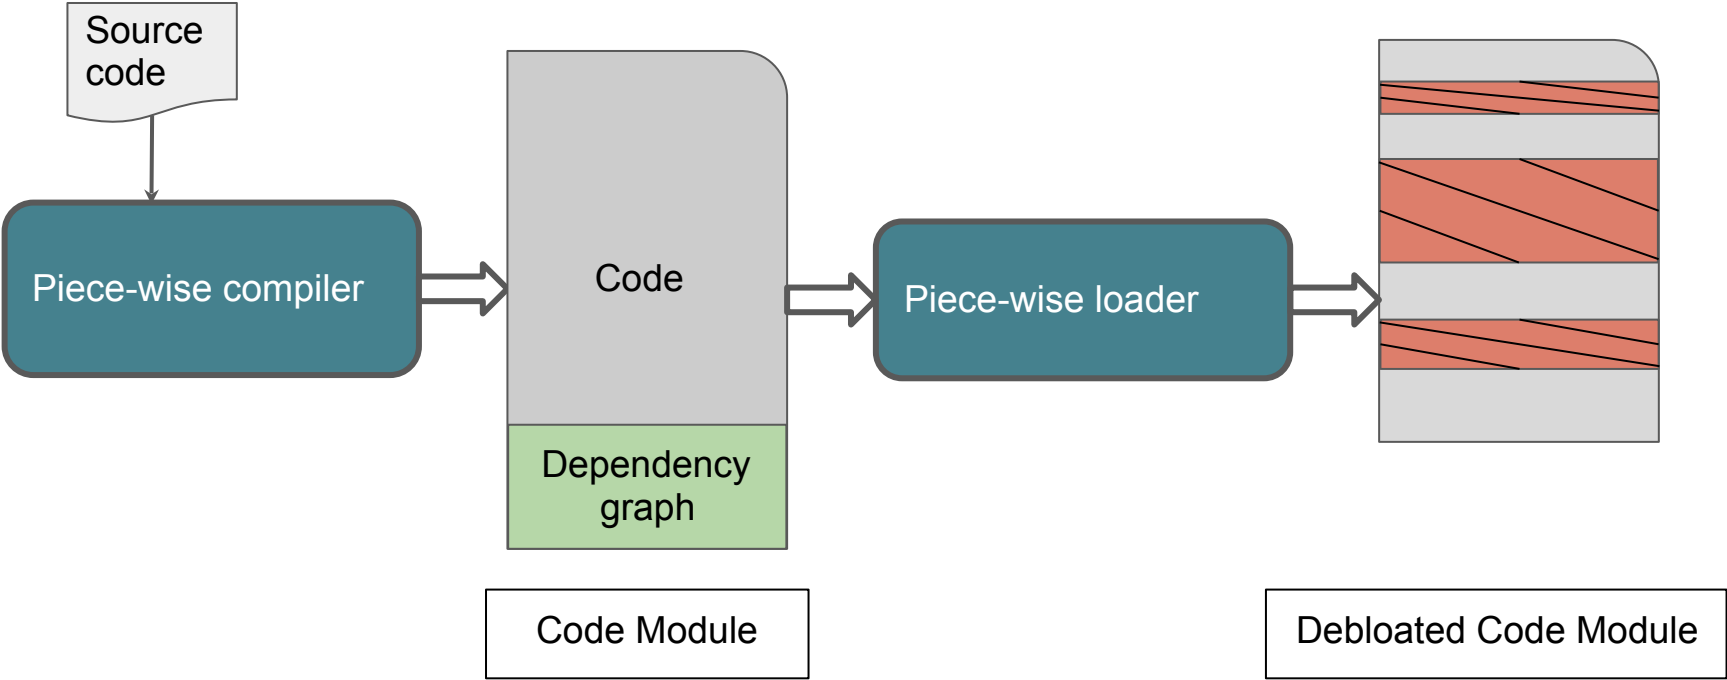 Source
code
Piece-wise compiler
Code
Dependency
graph
Piece-wise loader
Code Module
Debloated Code Module